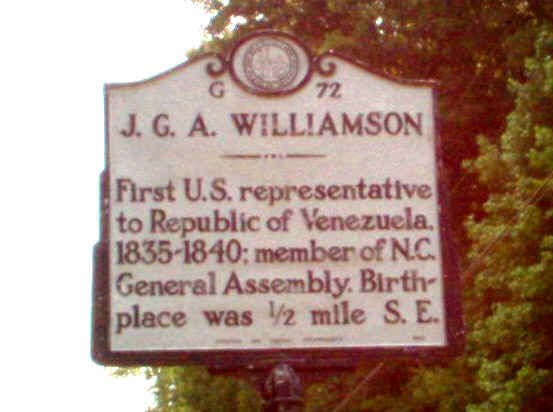 G 72
J. G. A. WILLIAMSON
First U.S. representative
to Republic of Venezuela,
1835-1840; member of N.C.
General Assembly. Birth-
place was ½ mile S. E.